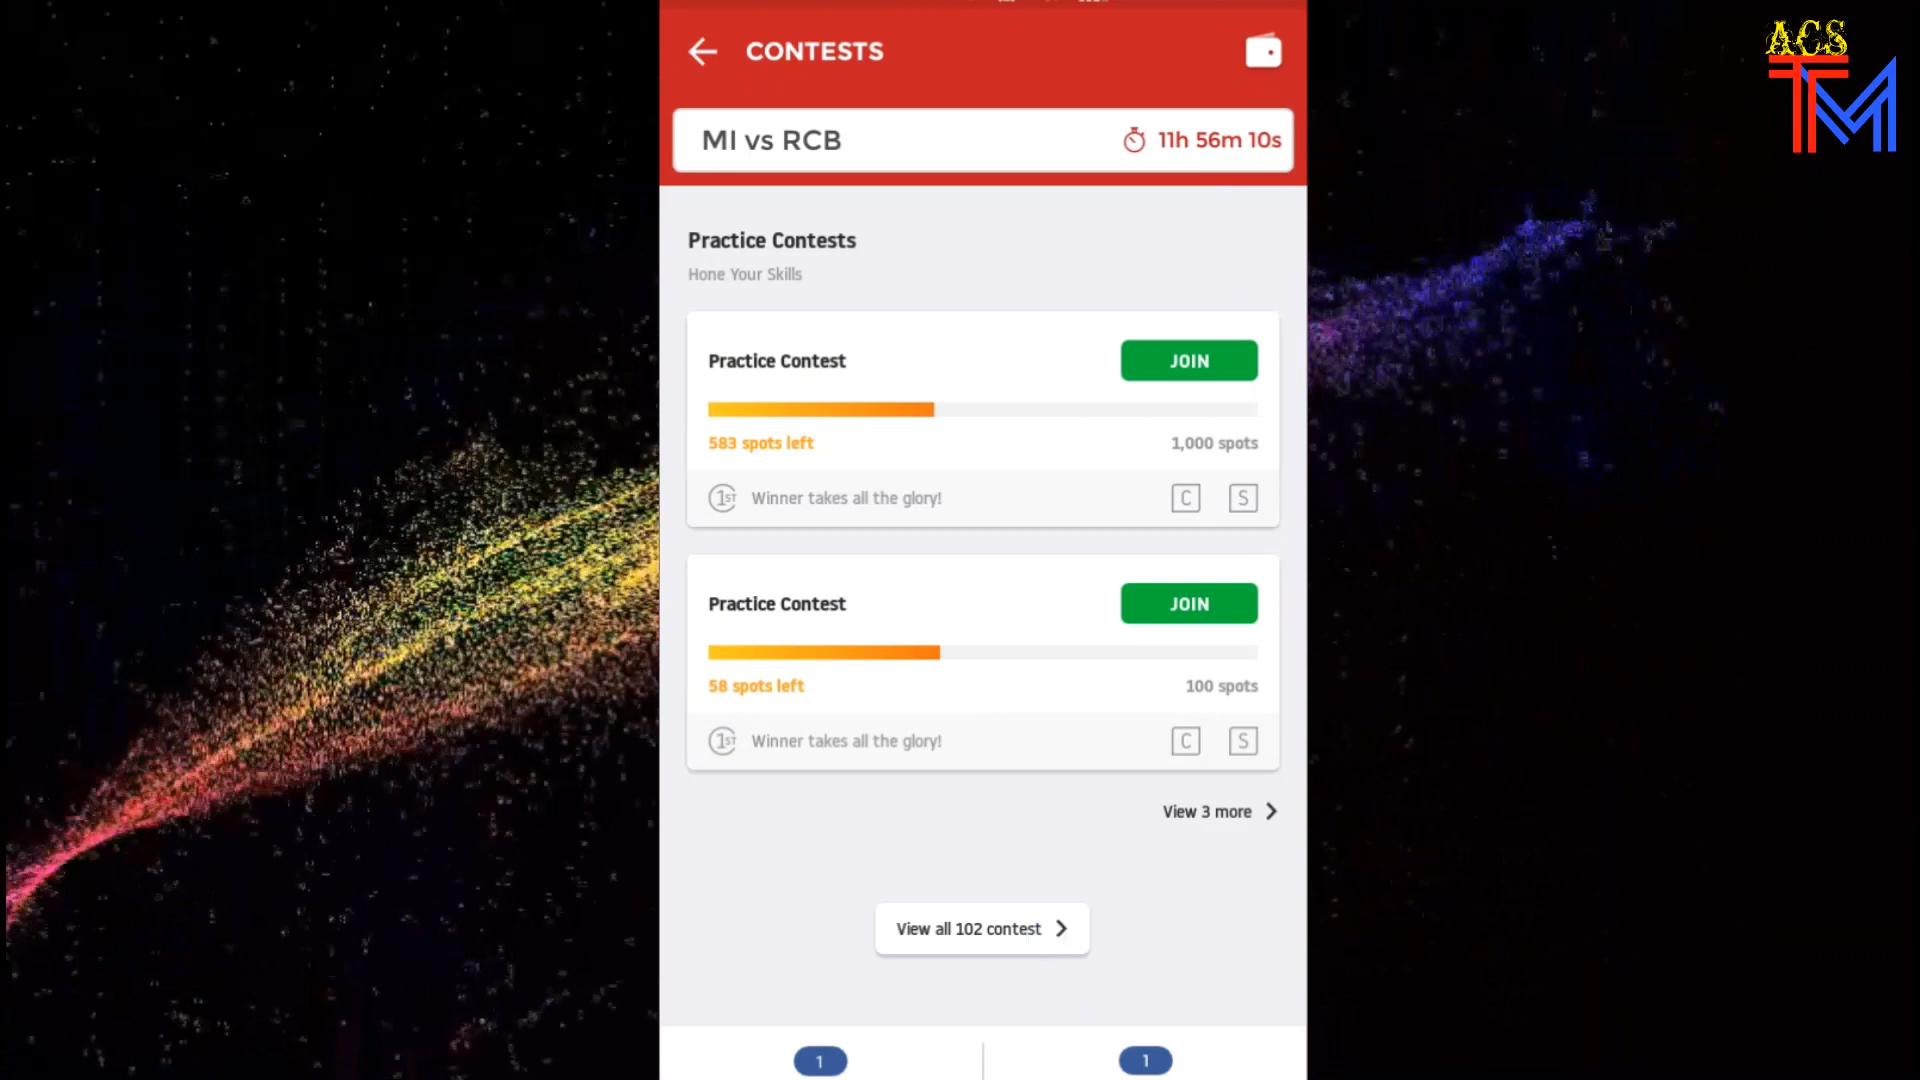 ACS
TM
CONTESTS
MI vs RCB
11h 56m 10s
Practice Contests
Hone Your Skills
Practice Contest
JOIN
583 spots left
1,000 spots
1ST
Winner takes all the glory!
C
S
Practice Contest
JOIN
58 spots left
100 spots
1ST
Winner takes all the glory!
C
S
View 3 more
View all 102 contest
1
1